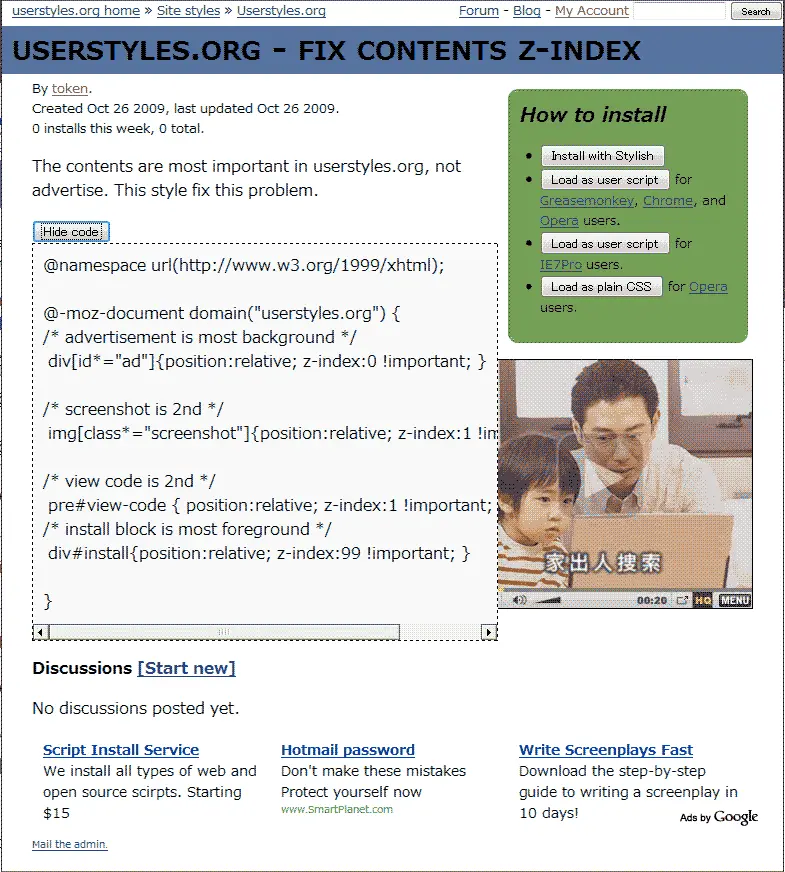 userstyles.org home » Site styles » Userstyles.org
Forum - Blog - My Account
Search
USERSTYLES.ORG - FIX CONTENTS Z-INDEX
By token.
Created Oct 26 2009, last updated Oct 26 2009.
0 installs this week, 0 total.
The contents are most important in userstyles.org, not
advertise. This style fix this problem.
How to install
Install with Stylish
Load as user script for
Greasemonkey, Chrome, and
Opera users.
Load as user script for
IE7Pro users.
Load as plain CSS for Opera
users.
Hide code
@namespace url(http://www.w3.org/1999/xhtml);
@-moz-document domain("userstyles.org") {
/* advertisement is most background */
div[id*="ad"]{position:relative; z-index:0 !important; }
/* screenshot is 2nd */
img[class*="screenshot"]{position:relative; z-index:1 !im
/* view code is 2nd */
pre#view-code { position:relative; z-index:1 !important;
/* install block is most foreground */
div#install{position:relative; z-index:99 !important; }
}
家出人捜索
00:20 HQ MENU
Discussions [Start new]
No discussions posted yet.
Script Install Service
We install all types of web and
open source scirpts. Starting
$15
Hotmail password
Don't make these mistakes
Protect yourself now
www.SmartPlanet.com
Write Screenplays Fast
Download the step-by-step
guide to writing a screenplay in
10 days!
Ads by Google
Mail the admin.